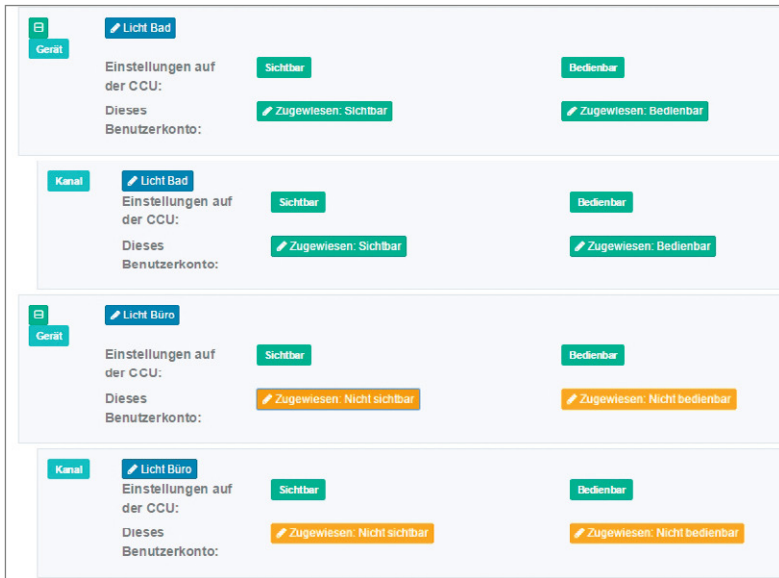 Licht Bad
Gerät
Einstellungen auf der CCU: Sichtbar Bedienbar
Dieses Benutzerkonto: Zugewiesen: Sichtbar Zugewiesen: Bedienbar
Kanal Licht Bad
Einstellungen auf der CCU: Sichtbar Bedienbar
Dieses Benutzerkonto: Zugewiesen: Sichtbar Zugewiesen: Bedienbar
Licht Büro
Gerät
Einstellungen auf der CCU: Sichtbar Bedienbar
Dieses Benutzerkonto: Zugewiesen: Nicht sichtbar Zugewiesen: Nicht bedienbar
Kanal Licht Büro
Einstellungen auf der CCU: Sichtbar Bedienbar
Dieses Benutzerkonto: Zugewiesen: Nicht sichtbar Zugewiesen: Nicht bedienbar